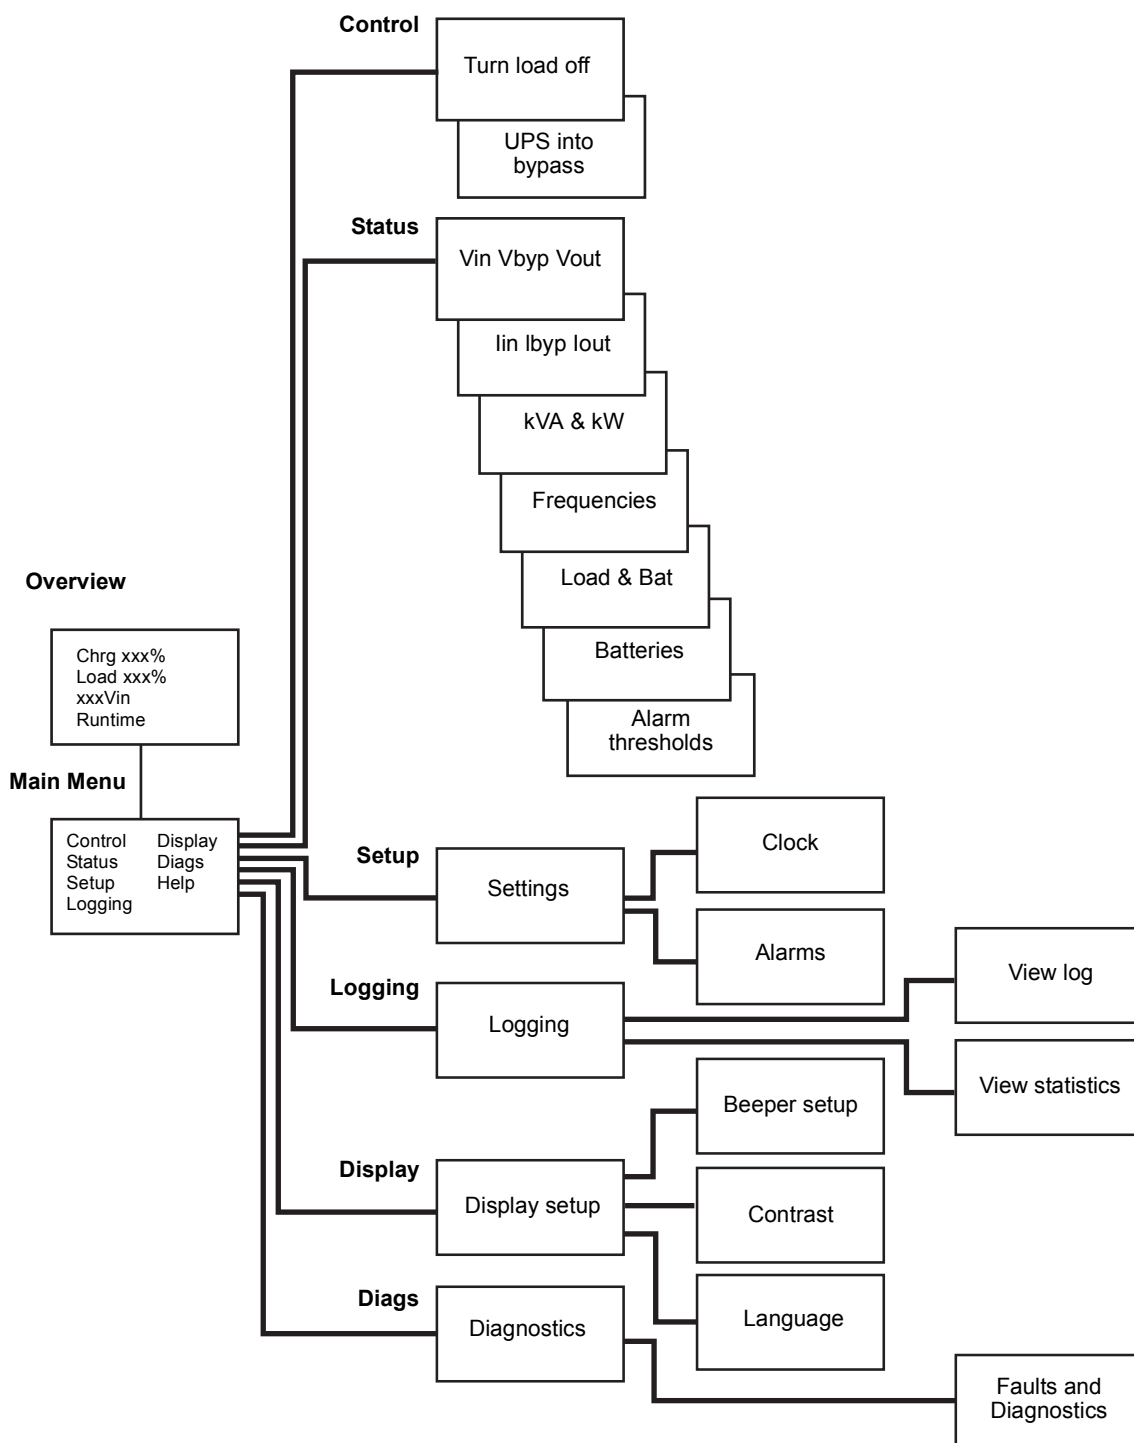 Control
Turn load off
UPS into
bypass
Status
Vin Vbyp Vout
Iin Ibyp Iout
kVA & kW
Frequencies
Load & Bat
Batteries
Alarm
thresholds
Overview
Chrg xxx%
Load xxx%
xxxVin
Runtime
Main Menu
Control Display
Status Diags
Setup Help
Logging
Setup
Settings
Clock
Alarms
Logging
Logging
View log
View statistics
Display
Display setup
Beeper setup
Contrast
Language
Diags
Diagnostics
Faults and
Diagnostics